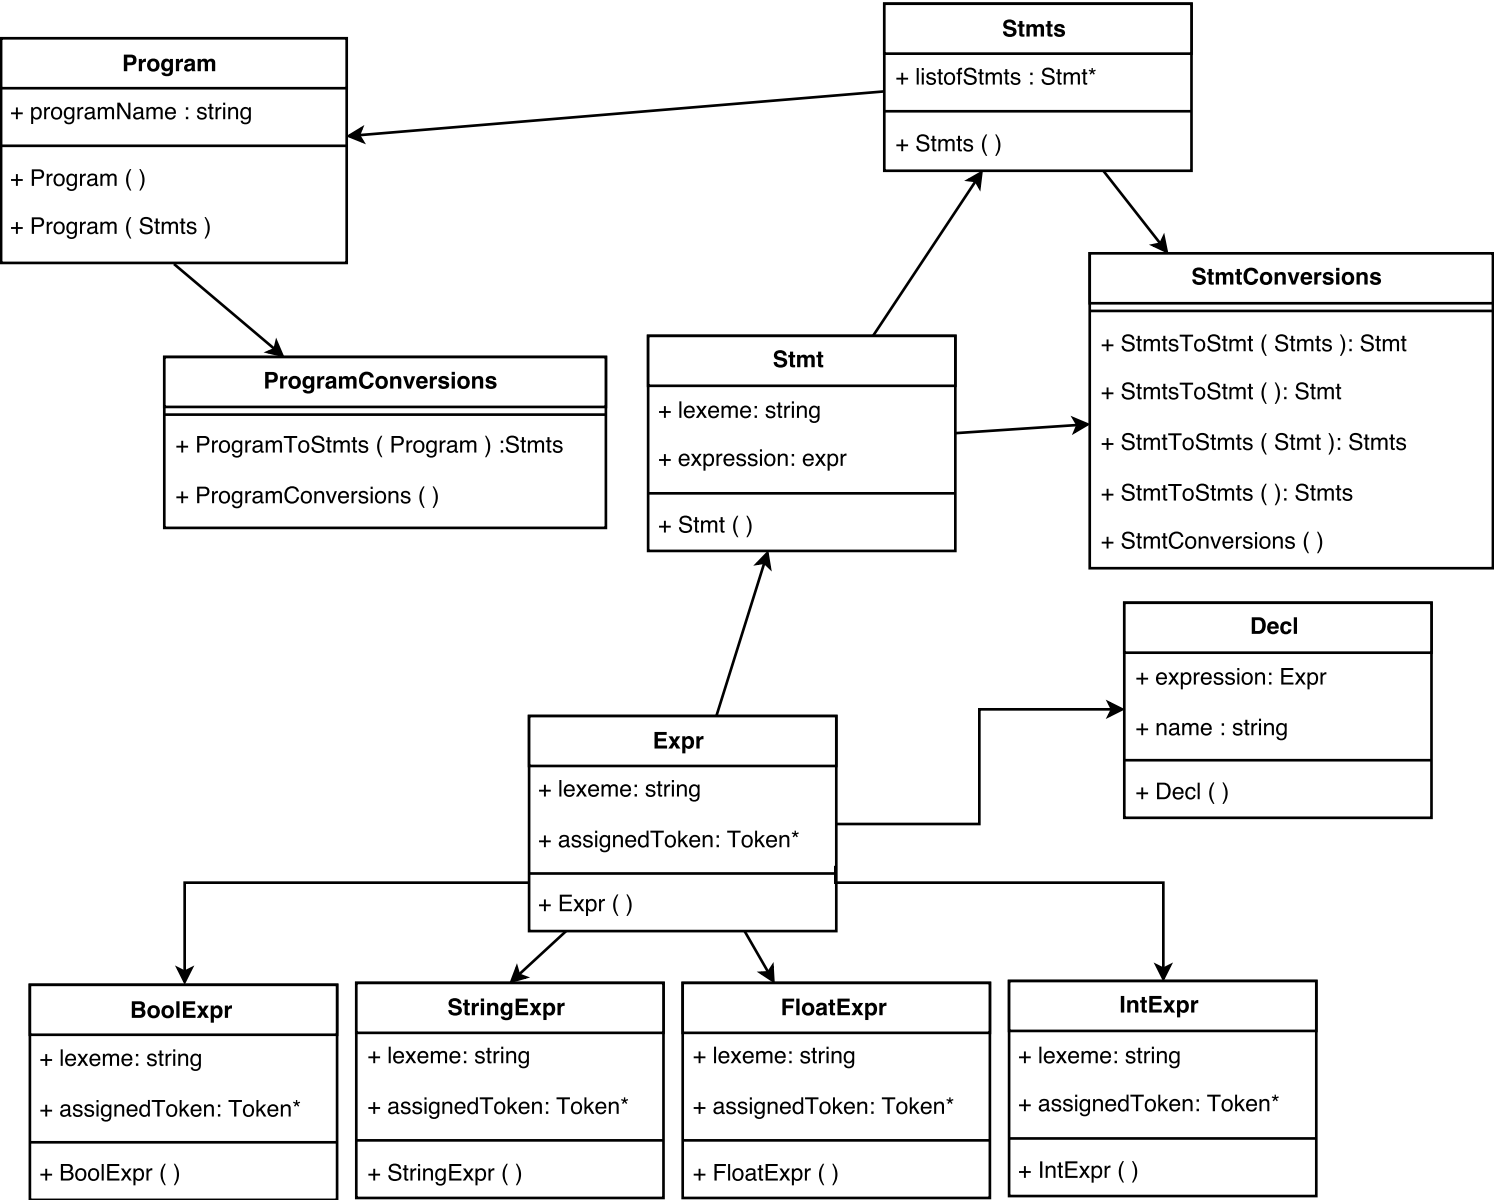 Program
+ programName : string
+ Program ( )
+ Program ( Stmts )
Stmts
+ listofStmts : Stmt*
+ Stmts ( )
ProgramConversions
+ ProgramToStmts ( Program ) :Stmts
+ ProgramConversions ( )
Stmt
+ lexeme: string
+ expression: expr
+ Stmt ( )
StmtConversions
+ StmtsToStmt ( Stmts ): Stmt
+ StmtsToStmt ( ): Stmt
+ StmtToStmts ( Stmt ): Stmts
+ StmtToStmts ( ): Stmts
+ StmtConversions ( )
Decl
+ expression: Expr
+ name : string
+ Decl ( )
Expr
+ lexeme: string
+ assignedToken: Token*
+ Expr ( )
BoolExpr
+ lexeme: string
+ assignedToken: Token*
+ BoolExpr ( )
StringExpr
+ lexeme: string
+ assignedToken: Token*
+ StringExpr ( )
FloatExpr
+ lexeme: string
+ assignedToken: Token*
+ FloatExpr ( )
IntExpr
+ lexeme: string
+ assignedToken: Token*
+ IntExpr ( )